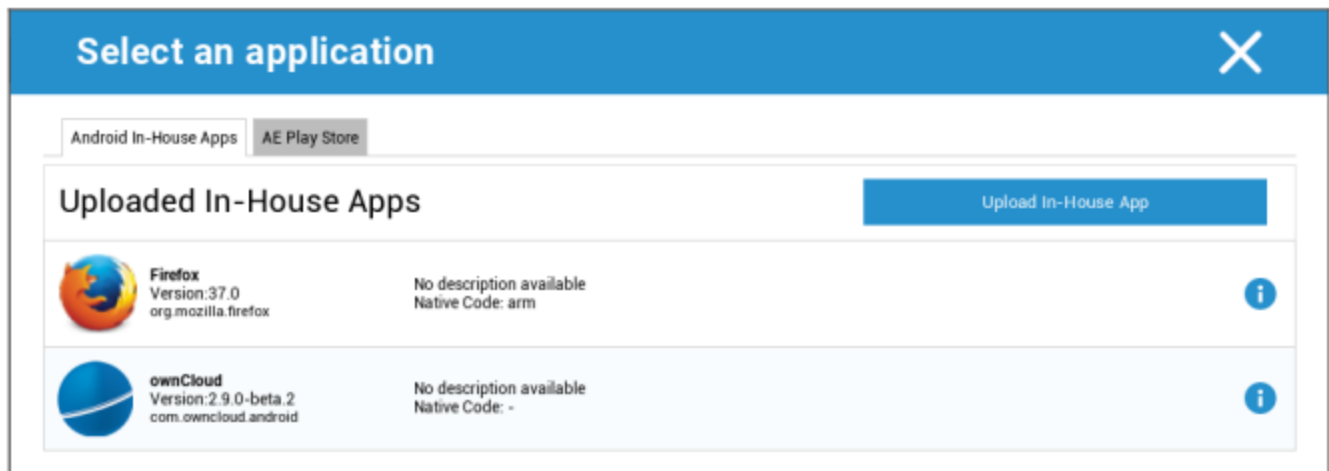 Select an application
Android In-House Apps
AE Play Store
Uploaded In-House Apps
Upload In-House App
Firefox
Version:37.0
org.mozilla.firefox
No description available
Native Code: arm
ownCloud
Version:2.9.0-beta.2
com.owncloud.android
No description available
Native Code: -